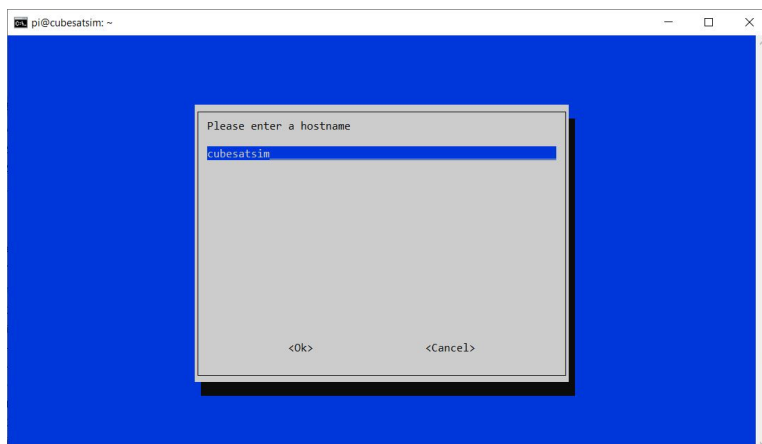 pi@cubesatsim: ~
Please enter a hostname
cubesatsim
<Ok> <Cancel>